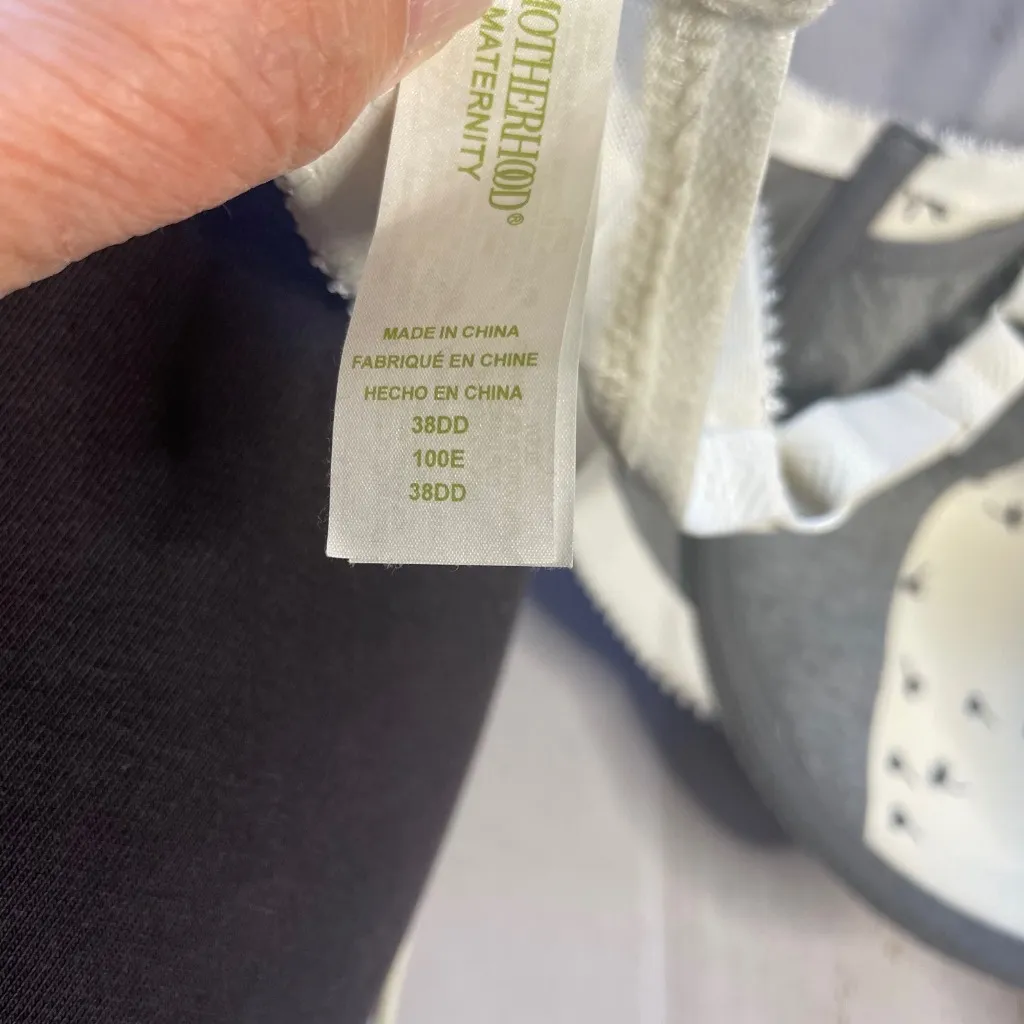 MOTHERHOOD®
MATERNITY
MADE IN CHINA
FABRIQUÉ EN CHINE
HECHO EN CHINA
38DD
100E
38DD